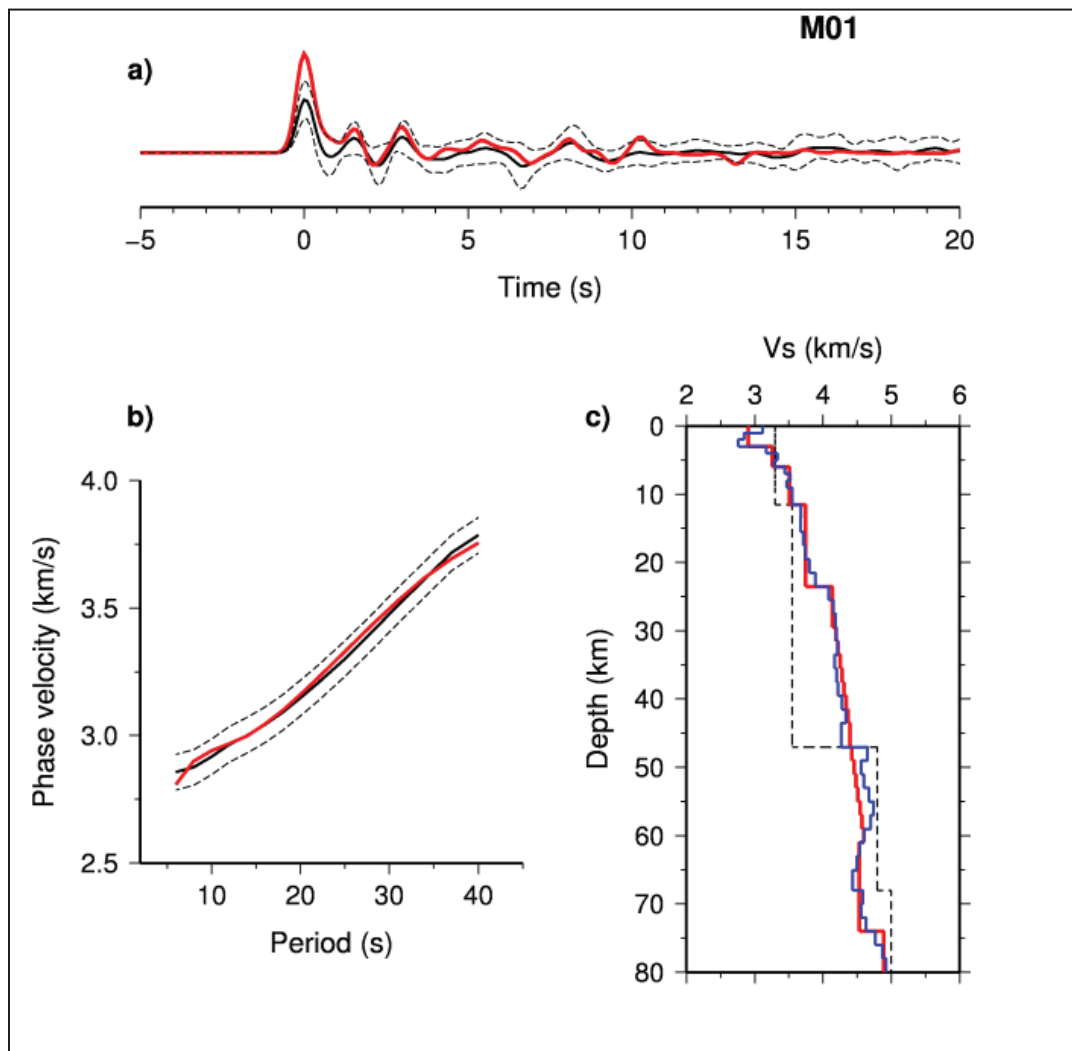 M01
a)
−5 0 5 10 15 20
Time (s)
Vs (km/s)
2 3 4 5 6
b)
c)
Phase velocity (km/s)
4.0
3.5
3.0
2.5
10 20 30 40
Period (s)
Depth (km)
0
10
20
30
40
50
60
70
80